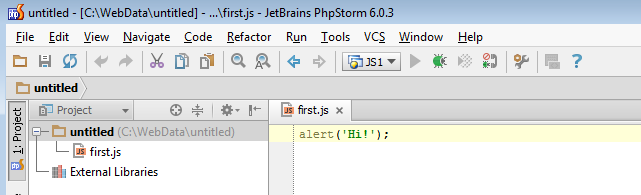 untitled - [C:\WebData\untitled] - ...\first.js - JetBrains PhpStorm 6.0.3
File Edit View Navigate Code Refactor Run Tools VCS Window Help
JS1
untitled
1: Project
Project
first.js
untitled (C:\WebData\untitled)
first.js
External Libraries
alert('Hi!');